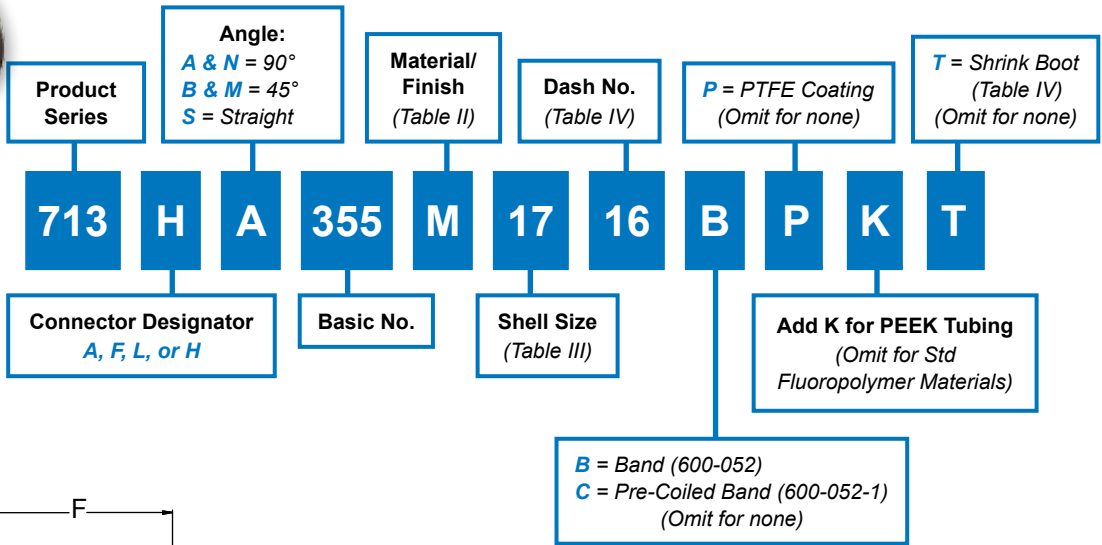 Product
Series
Angle:
A & N = 90°
B & M = 45°
S = Straight
Material/
Finish
(Table II)
Dash No.
(Table IV)
P = PTFE Coating
(Omit for none)
T = Shrink Boot
(Table IV)
(Omit for none)
713 H A 355 M 17 16 B P K T
Connector Designator
A, F, L, or H
Basic No.
Shell Size
(Table III)
Add K for PEEK Tubing
(Omit for Std
Fluoropolymer Materials)
B = Band (600-052)
C = Pre-Coiled Band (600-052-1)
(Omit for none)
F